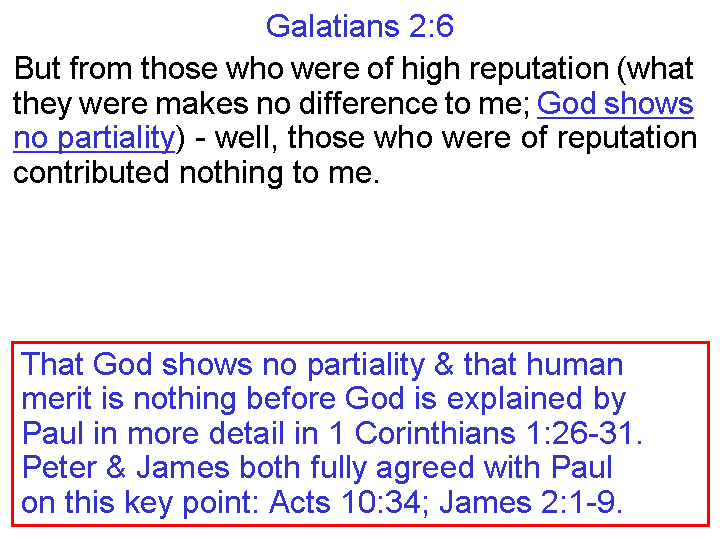 Galatians 2:6
But from those who were of high reputation (what
they were makes no difference to me; God shows
no partiality) - well, those who were of reputation
contributed nothing to me.
That God shows no partiality & that human
merit is nothing before God is explained by
Paul in more detail in 1 Corinthians 1:26-31.
Peter & James both fully agreed with Paul
on this key point: Acts 10:34; James 2:1-9.